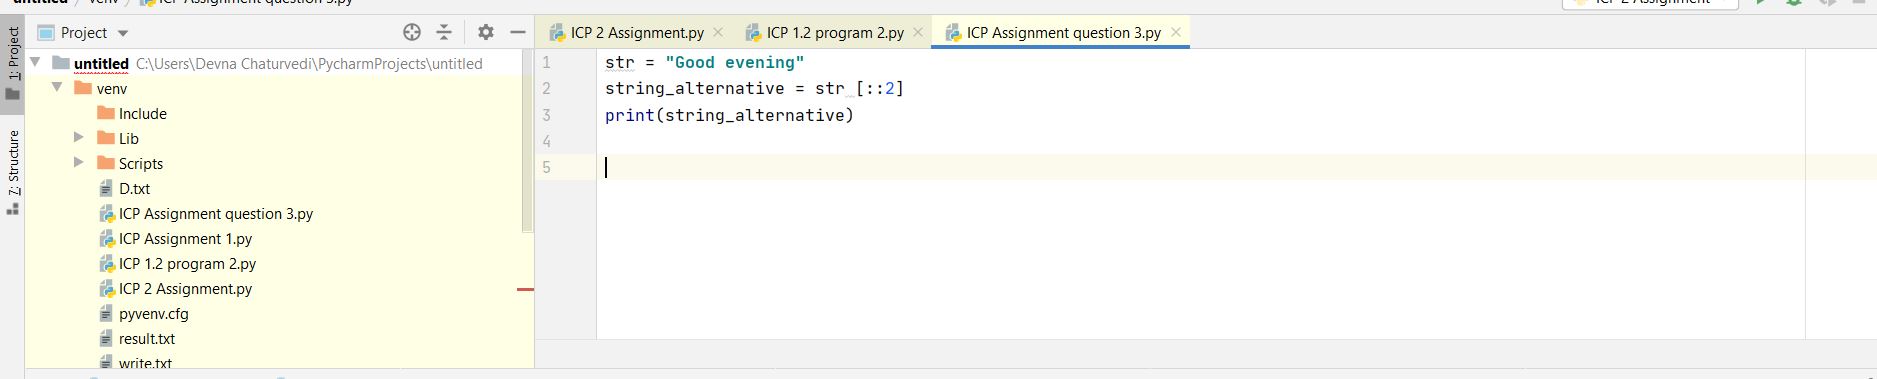 untitled / venv / ICP Assignment question 3.py
ICP 2 Assignment
1: Project
7: Structure
Project
untitled C:\Users\Devna Chaturvedi\PycharmProjects\untitled
venv
Include
Lib
Scripts
D.txt
ICP Assignment question 3.py
ICP Assignment 1.py
ICP 1.2 program 2.py
ICP 2 Assignment.py
pyvenv.cfg
result.txt
write.txt
ICP 2 Assignment.py ICP 1.2 program 2.py ICP Assignment question 3.py
1 str = "Good evening"
2 string_alternative = str [::2]
3 print(string_alternative)
4
5